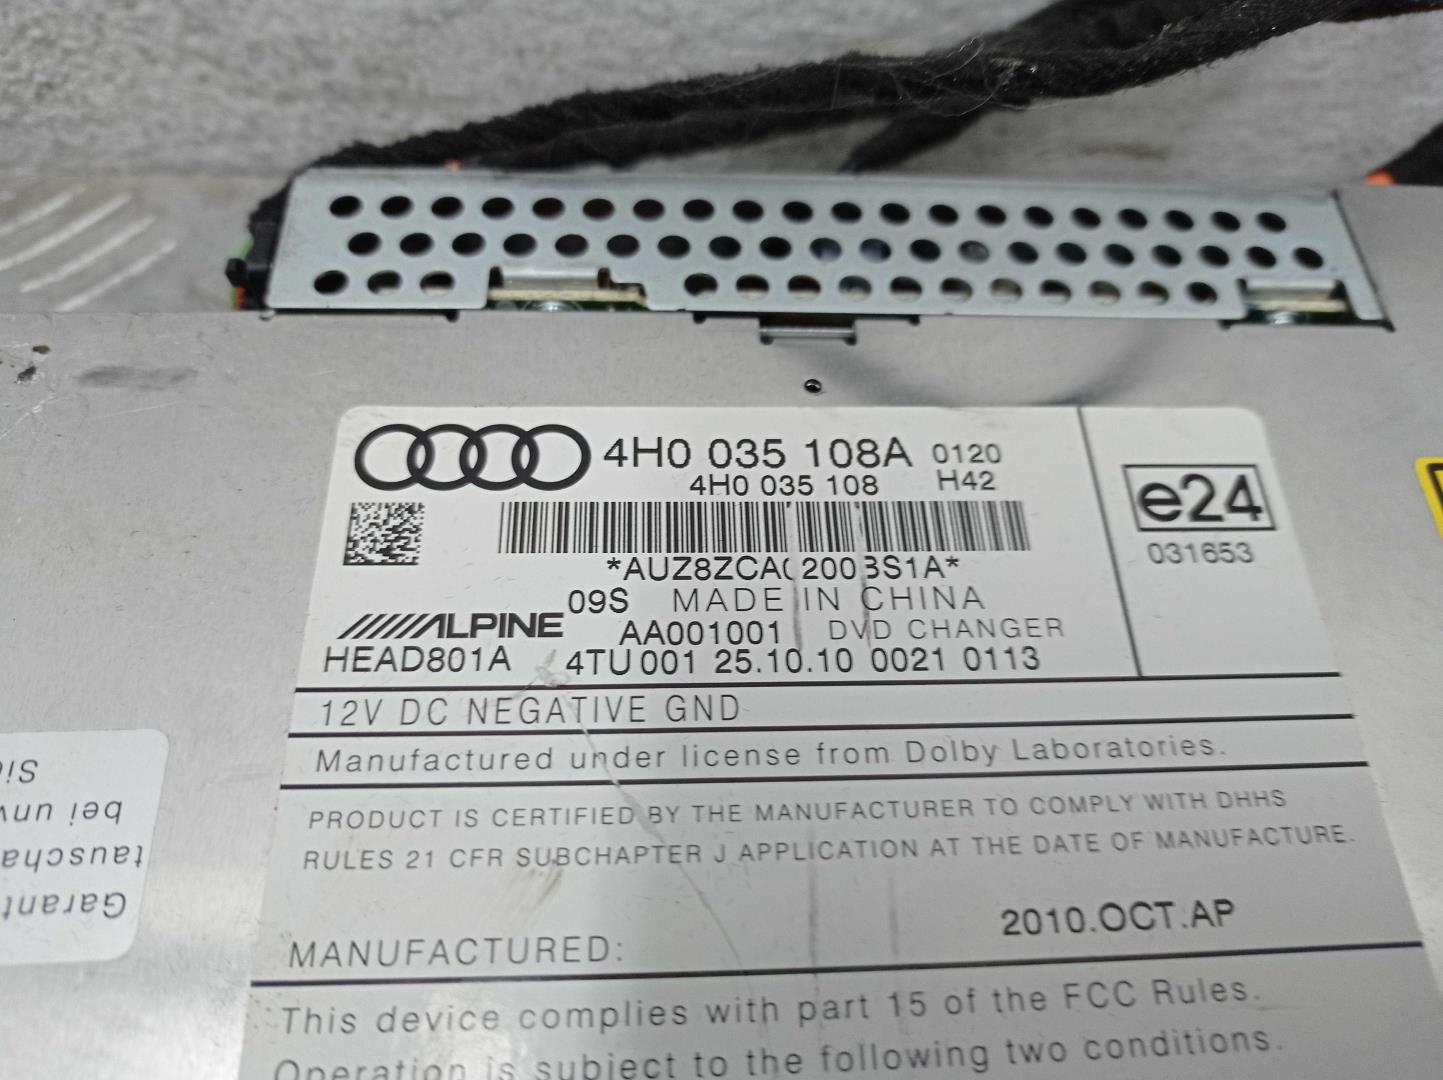 4H0 035 108A 0120
4H0 035 108 H42
e24
031653
09S MADE IN CHINA
ALPINE AA001001 DVD CHANGER
HEAD801A 4TU 001 25.10.10 0021 0113
12V DC NEGATIVE GND
Manufactured under license from Dolby Laboratories.
PRODUCT IS CERTIFIED BY THE MANUFACTURER TO COMPLY WITH DHHS
RULES 21 CFR SUBCHAPTER J APPLICATION AT THE DATE OF MANUFACTURE.
2010.OCT.AP
MANUFACTURED:
This device complies with part 15 of the FCC Rules.
Operation is subject to the following two conditions.
Garant
tauscha
bei unv
Sie